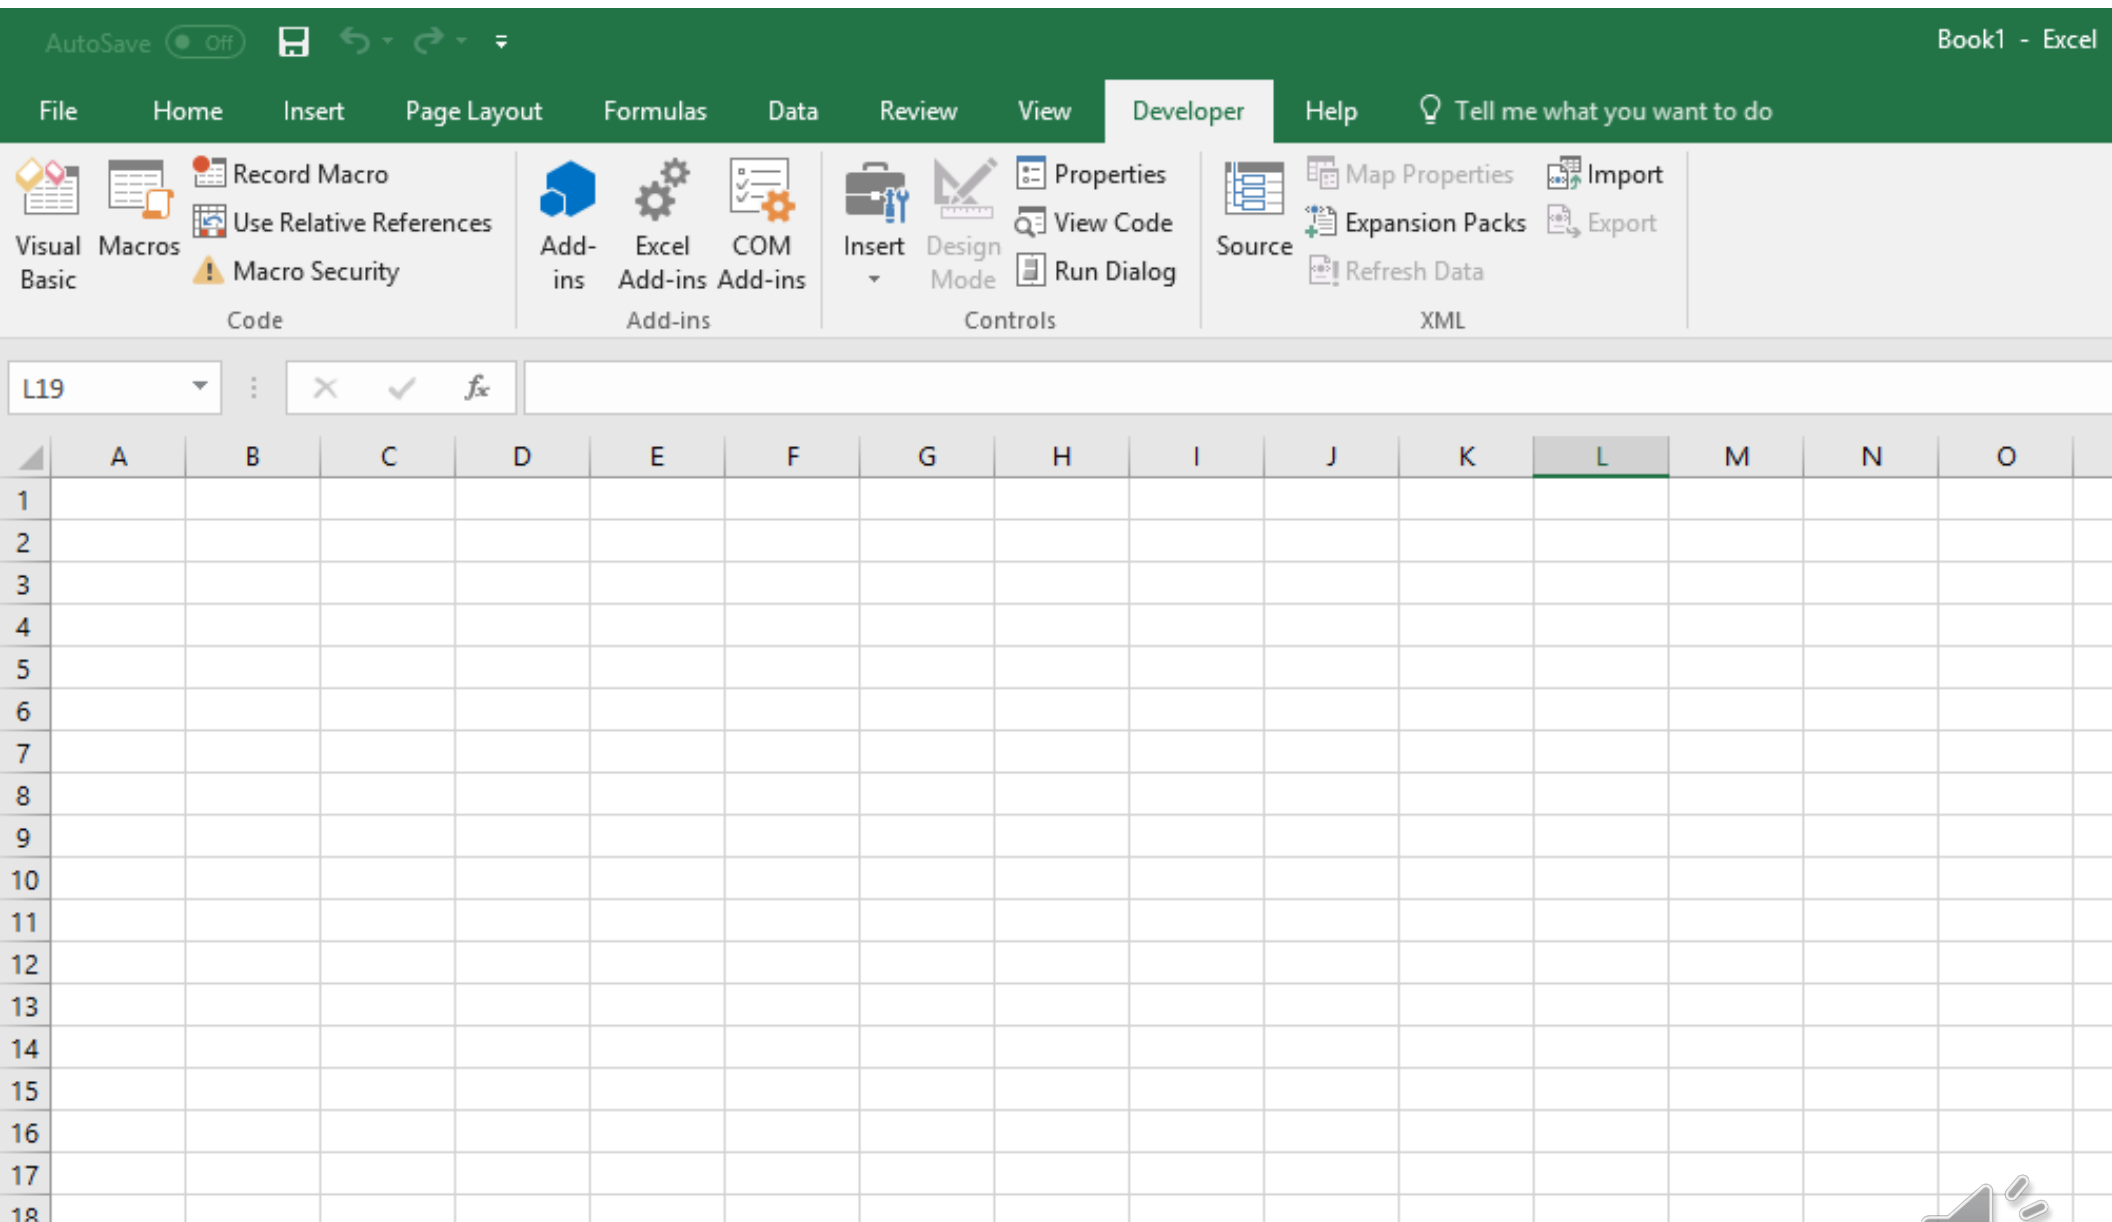 AutoSave Off
Book1 - Excel
File Home Insert Page Layout Formulas Data Review View Developer Help Tell me what you want to do
Visual Basic
Macros
Record Macro
Use Relative References
Macro Security
Code
Add-ins
Excel Add-ins
COM Add-ins
Add-ins
Insert
Design Mode
Properties
View Code
Run Dialog
Controls
Source
Map Properties
Expansion Packs
Refresh Data
Import
Export
XML
L19
fx
A B C D E F G H I J K L M N O
1
2
3
4
5
6
7
8
9
10
11
12
13
14
15
16
17
18